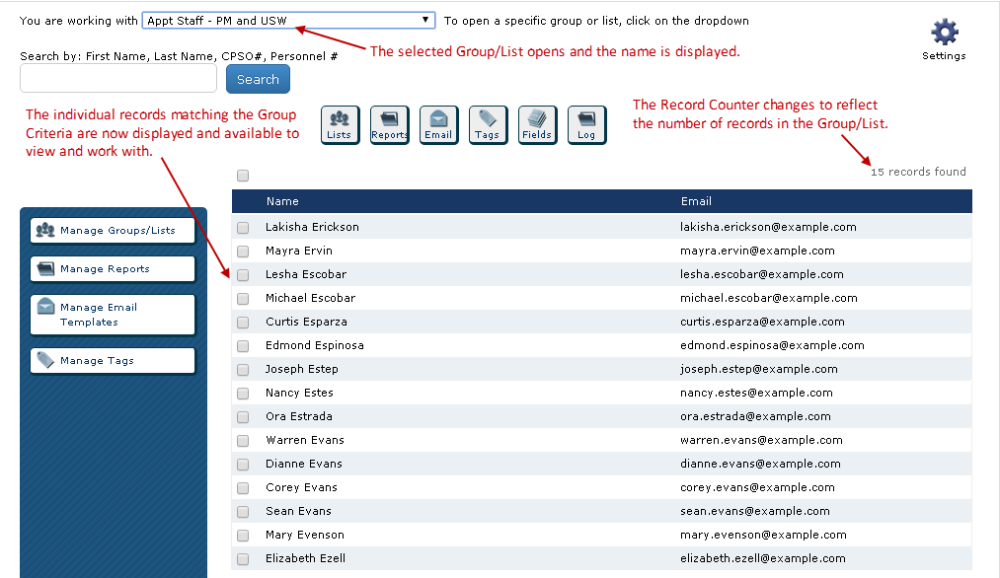 You are working with Appt Staff - PM and USW To open a specific group or list, click on the dropdown
Settings
The selected Group/List opens and the name is displayed.
Search by: First Name, Last Name, CPSO#, Personnel #
Search
The individual records matching the Group
Criteria are now displayed and available to
view and work with.
Lists Reports Email Tags Fields Log
The Record Counter changes to reflect
the number of records in the Group/List.
15 records found
Manage Groups/Lists
Manage Reports
Manage Email
Templates
Manage Tags
Name Email
Lakisha Erickson lakisha.erickson@example.com
Mayra Ervin mayra.ervin@example.com
Lesha Escobar lesha.escobar@example.com
Michael Escobar michael.escobar@example.com
Curtis Esparza curtis.esparza@example.com
Edmond Espinosa edmond.espinosa@example.com
Joseph Estep joseph.estep@example.com
Nancy Estes nancy.estes@example.com
Ora Estrada ora.estrada@example.com
Warren Evans warren.evans@example.com
Dianne Evans dianne.evans@example.com
Corey Evans corey.evans@example.com
Sean Evans sean.evans@example.com
Mary Evenson mary.evenson@example.com
Elizabeth Ezell elizabeth.ezell@example.com